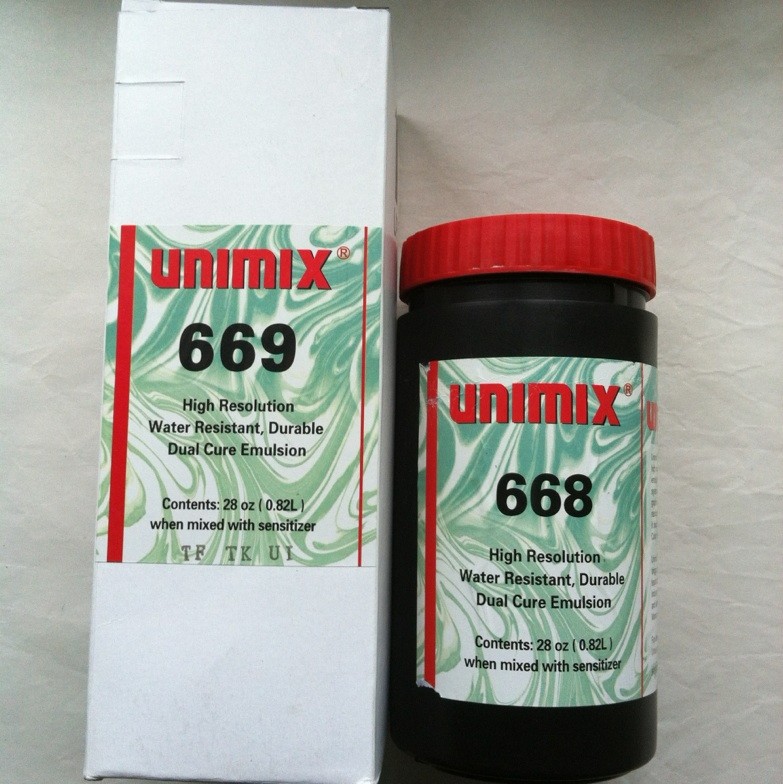 UNIMIX®
669
High Resolution
Water Resistant, Durable
Dual Cure Emulsion
Contents: 28 oz ( 0.82L )
when mixed with sensitizer
TF TK UI
UNIMIX®
668
High Resolution
Water Resistant, Durable
Dual Cure Emulsion
Contents: 28 oz ( 0.82L )
when mixed with sensitizer